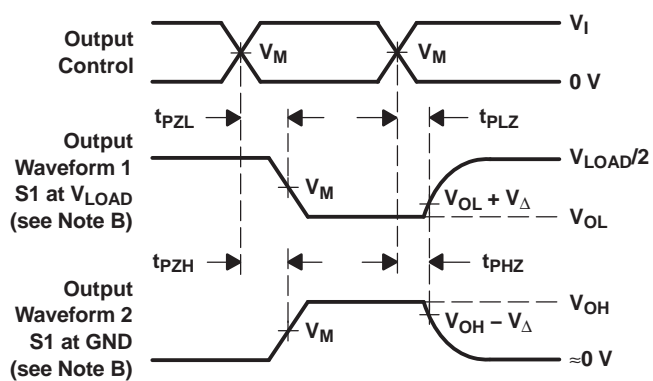 Output
Control
V_M
V_M
V_I
0 V
t_PZL
t_PLZ
Output
Waveform 1
S1 at V_LOAD
(see Note B)
V_M
V_LOAD/2
V_OL + V_Δ
V_OL
t_PZH
t_PHZ
Output
Waveform 2
S1 at GND
(see Note B)
V_M
V_OH
V_OH − V_Δ
≈0 V